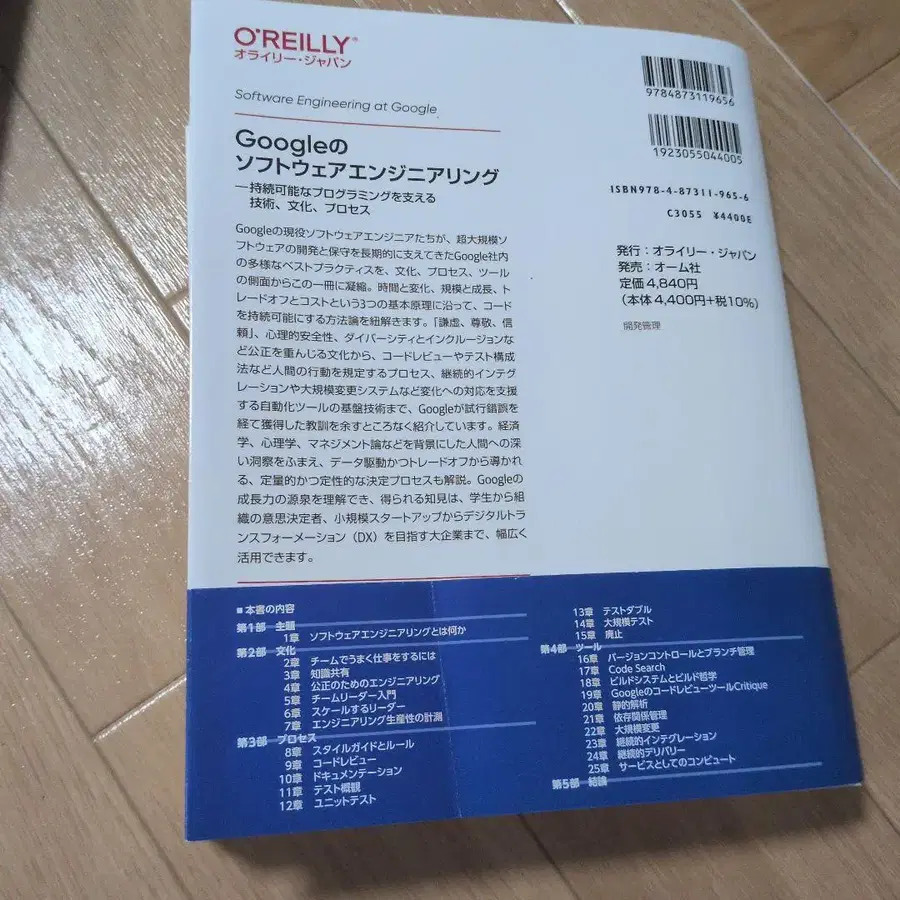 O'REILLY®
オライリー・ジャパン
Software Engineering at Google
Googleの
ソフトウェアエンジニアリング
―持続可能なプログラミングを支える
技術、文化、プロセス
Googleの現役ソフトウェアエンジニアたちが、超大規模ソ
フトウェアの開発と保守を長期的に支えてきたGoogle社内
の多様なベストプラクティスを、文化、プロセス、ツール
の側面からこの一冊に凝縮。時間と変化、規模と成長、ト
レードオフとコストという3つの基本原理に沿って、コード
を持続可能にする方法論を紐解きます。「謙虚、尊敬、信
頼」、心理的安全性、ダイバーシティとインクルージョンな
ど公正を重んじる文化から、コードレビューやテスト構成
法など人間の行動を規定するプロセス、継続的インテグ
レーションや大規模変更システムなど変化への対応を支援
する自動化ツールの基盤技術まで、Googleが試行錯誤を
経て獲得した教訓を余すところなく紹介しています。経済
学、心理学、マネジメント論などを背景にした人間への深
い洞察をふまえ、データ駆動かつトレードオフから導かれ
る、定量的かつ定性的な決定プロセスも解説。Googleの
成長力の源泉を理解でき、得られる知見は、学生から組
織の意思決定者、小規模スタートアップからデジタルトラ
ンスフォーメーション（DX）を目指す大企業まで、幅広く
活用できます。
9784873119656
1923055044005
ISBN978-4-87311-965-6
C3055 ¥4400E
発行：オライリー・ジャパン
発売：オーム社
定価4,840円
（本体4,400円+税10%）
開発管理
■本書の内容
第1部 主題
1章 ソフトウェアエンジニアリングとは何か
第2部 文化
2章 チームでうまく仕事をするには
3章 知識共有
4章 公正のためのエンジニアリング
5章 チームリーダー入門
6章 スケールするリーダー
7章 エンジニアリング生産性の計測
第3部 プロセス
8章 スタイルガイドとルール
9章 コードレビュー
10章 ドキュメンテーション
11章 テスト概観
12章 ユニットテスト
13章 テストダブル
14章 大規模テスト
15章 廃止
第4部 ツール
16章 バージョンコントロールとブランチ管理
17章 Code Search
18章 ビルドシステムとビルド哲学
19章 GoogleのコードレビューツールCritique
20章 静的解析
21章 依存関係管理
22章 大規模変更
23章 継続的インテグレーション
24章 継続的デリバリー
25章 サービスとしてのコンピュート
第5部 結論